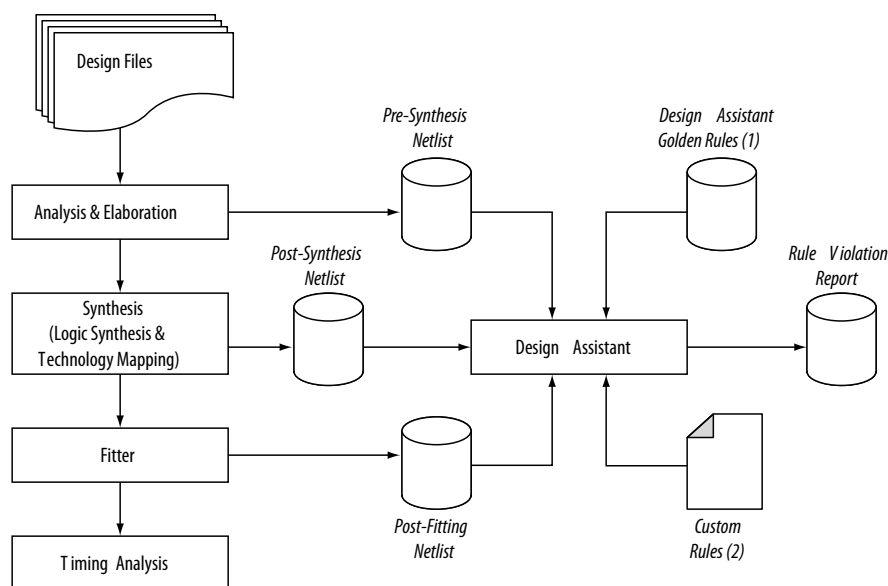 Design Files
Pre-Synthesis
Netlist
Design Assistant
Golden Rules (1)
Analysis & Elaboration
Post-Synthesis
Netlist
Rule Violation
Report
Synthesis
(Logic Synthesis &
Technology Mapping)
Design Assistant
Fitter
Post-Fitting
Netlist
Custom
Rules (2)
Timing Analysis